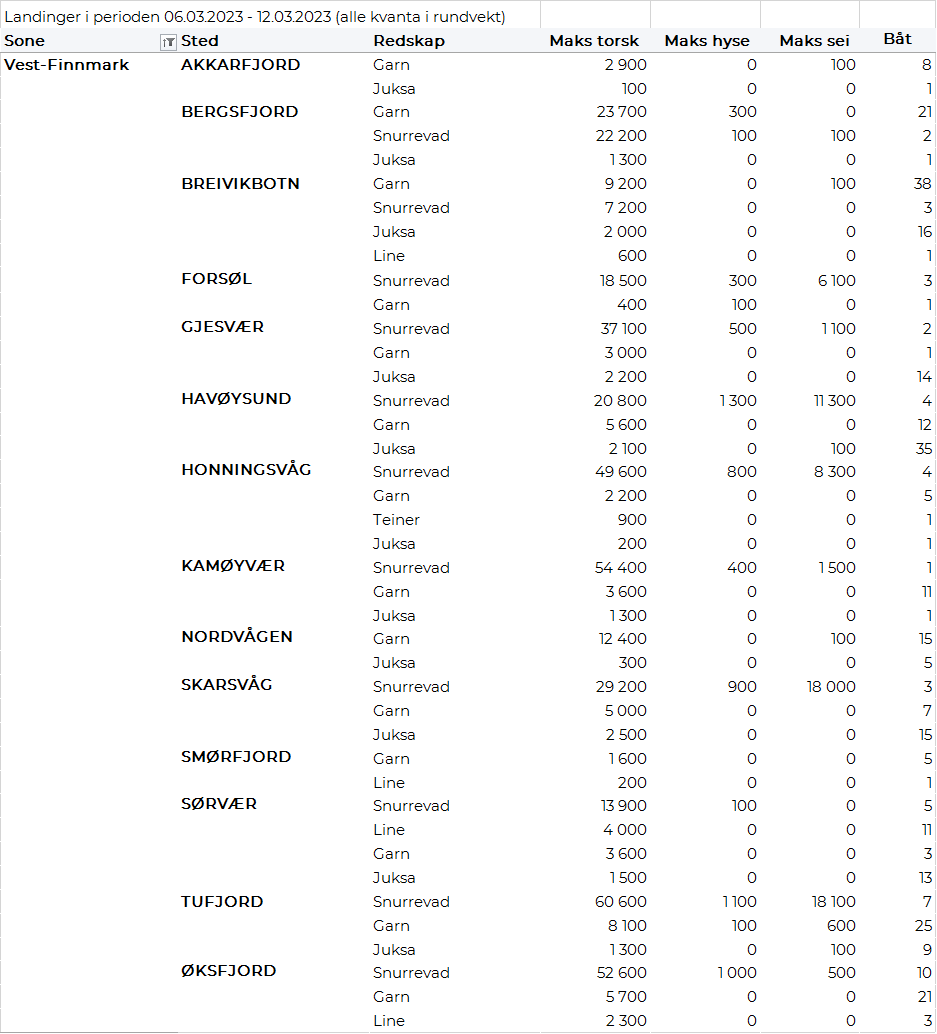 Landinger i perioden 06.03.2023 - 12.03.2023 (alle kvanta i rundvekt)
Sone Sted Redskap Maks torsk Maks hyse Maks sei Båt
Vest-Finnmark AKKARFJORD Garn 2 900 0 100 8
Juksa 100 0 0 1
BERGSFJORD Garn 23 700 300 0 21
Snurrevad 22 200 100 100 2
Juksa 1 300 0 0 1
BREIVIKBOTN Garn 9 200 0 100 38
Snurrevad 7 200 0 0 3
Juksa 2 000 0 0 16
Line 600 0 0 1
FORSØL Snurrevad 18 500 300 6 100 3
Garn 400 100 0 1
GJESVÆR Snurrevad 37 100 500 1 100 2
Garn 3 000 0 0 1
Juksa 2 200 0 0 14
HAVØYSUND Snurrevad 20 800 1 300 11 300 4
Garn 5 600 0 0 12
Juksa 2 100 0 100 35
HONNINGSVÅG Snurrevad 49 600 800 8 300 4
Garn 2 200 0 0 5
Teiner 900 0 0 1
Juksa 200 0 0 1
KAMØYVÆR Snurrevad 54 400 400 1 500 1
Garn 3 600 0 0 11
Juksa 1 300 0 0 1
NORDVÅGEN Garn 12 400 0 100 15
Juksa 300 0 0 5
SKARSVÅG Snurrevad 29 200 900 18 000 3
Garn 5 000 0 0 7
Juksa 2 500 0 0 15
SMØRFJORD Garn 1 600 0 0 5
Line 200 0 0 1
SØRVÆR Snurrevad 13 900 100 0 5
Line 4 000 0 0 11
Garn 3 600 0 0 3
Juksa 1 500 0 0 13
TUFJORD Snurrevad 60 600 1 100 18 100 7
Garn 8 100 100 600 25
Juksa 1 300 0 100 9
ØKSFJORD Snurrevad 52 600 1 000 500 10
Garn 5 700 0 0 21
Line 2 300 0 0 3